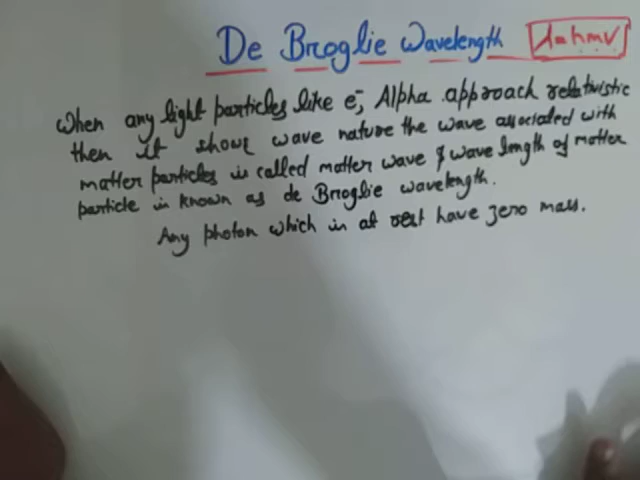 De Broglie Wavelength λ=hmv
When any light particles like e⁻, Alpha approach relativistic
then it shows wave nature the wave associated with
matter particles is called matter wave & wave length of matter
particle is known as de Broglie wavelength.
Any photon which is at rest have zero mass.